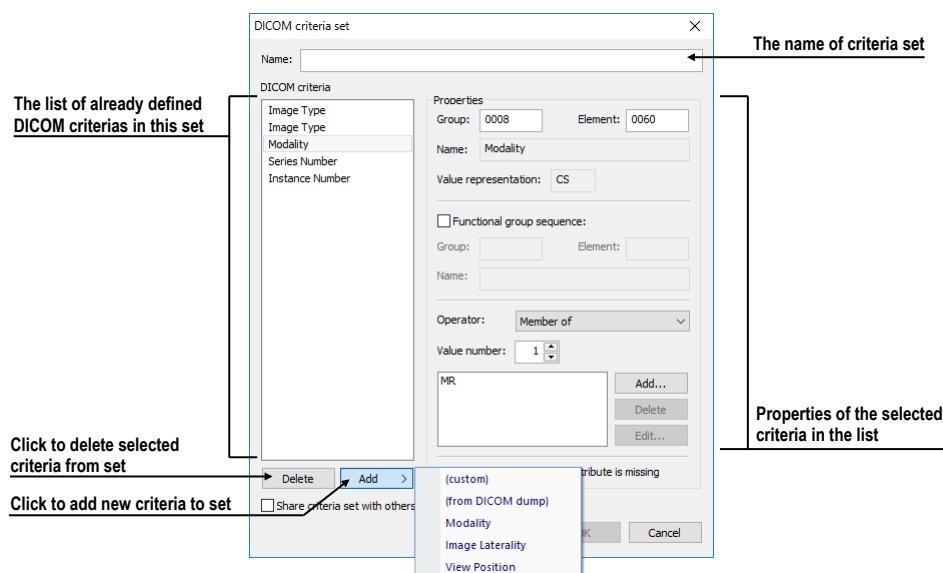 DICOM criteria set
The name of criteria set
Name:
DICOM criteria
The list of already defined
DICOM criterias in this set
Image Type
Image Type
Modality
Series Number
Instance Number
Properties
Group: 0008 Element: 0060
Name: Modality
Value representation: CS
Functional group sequence:
Group: Element:
Name:
Operator: Member of
Value number: 1
MR
Add...
Delete
Edit...
Properties of the selected
criteria in the list
Click to delete selected
criteria from set
Delete Add >
tribute is missing
Click to add new criteria to set
Share criteria set with others
(custom)
(from DICOM dump)
Modality
Image Laterality
View Position
Cancel